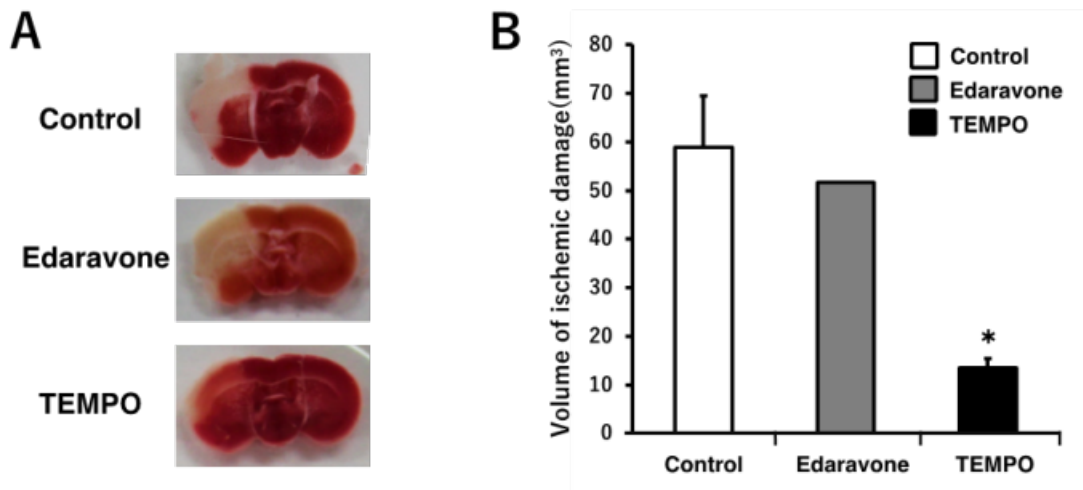 A
Control
Edaravone
TEMPO
B
Volume of ischemic damage(mm³)
80
70
60
50
40
30
20
10
0
Control
Edaravone
TEMPO
*
Control
Edaravone
TEMPO